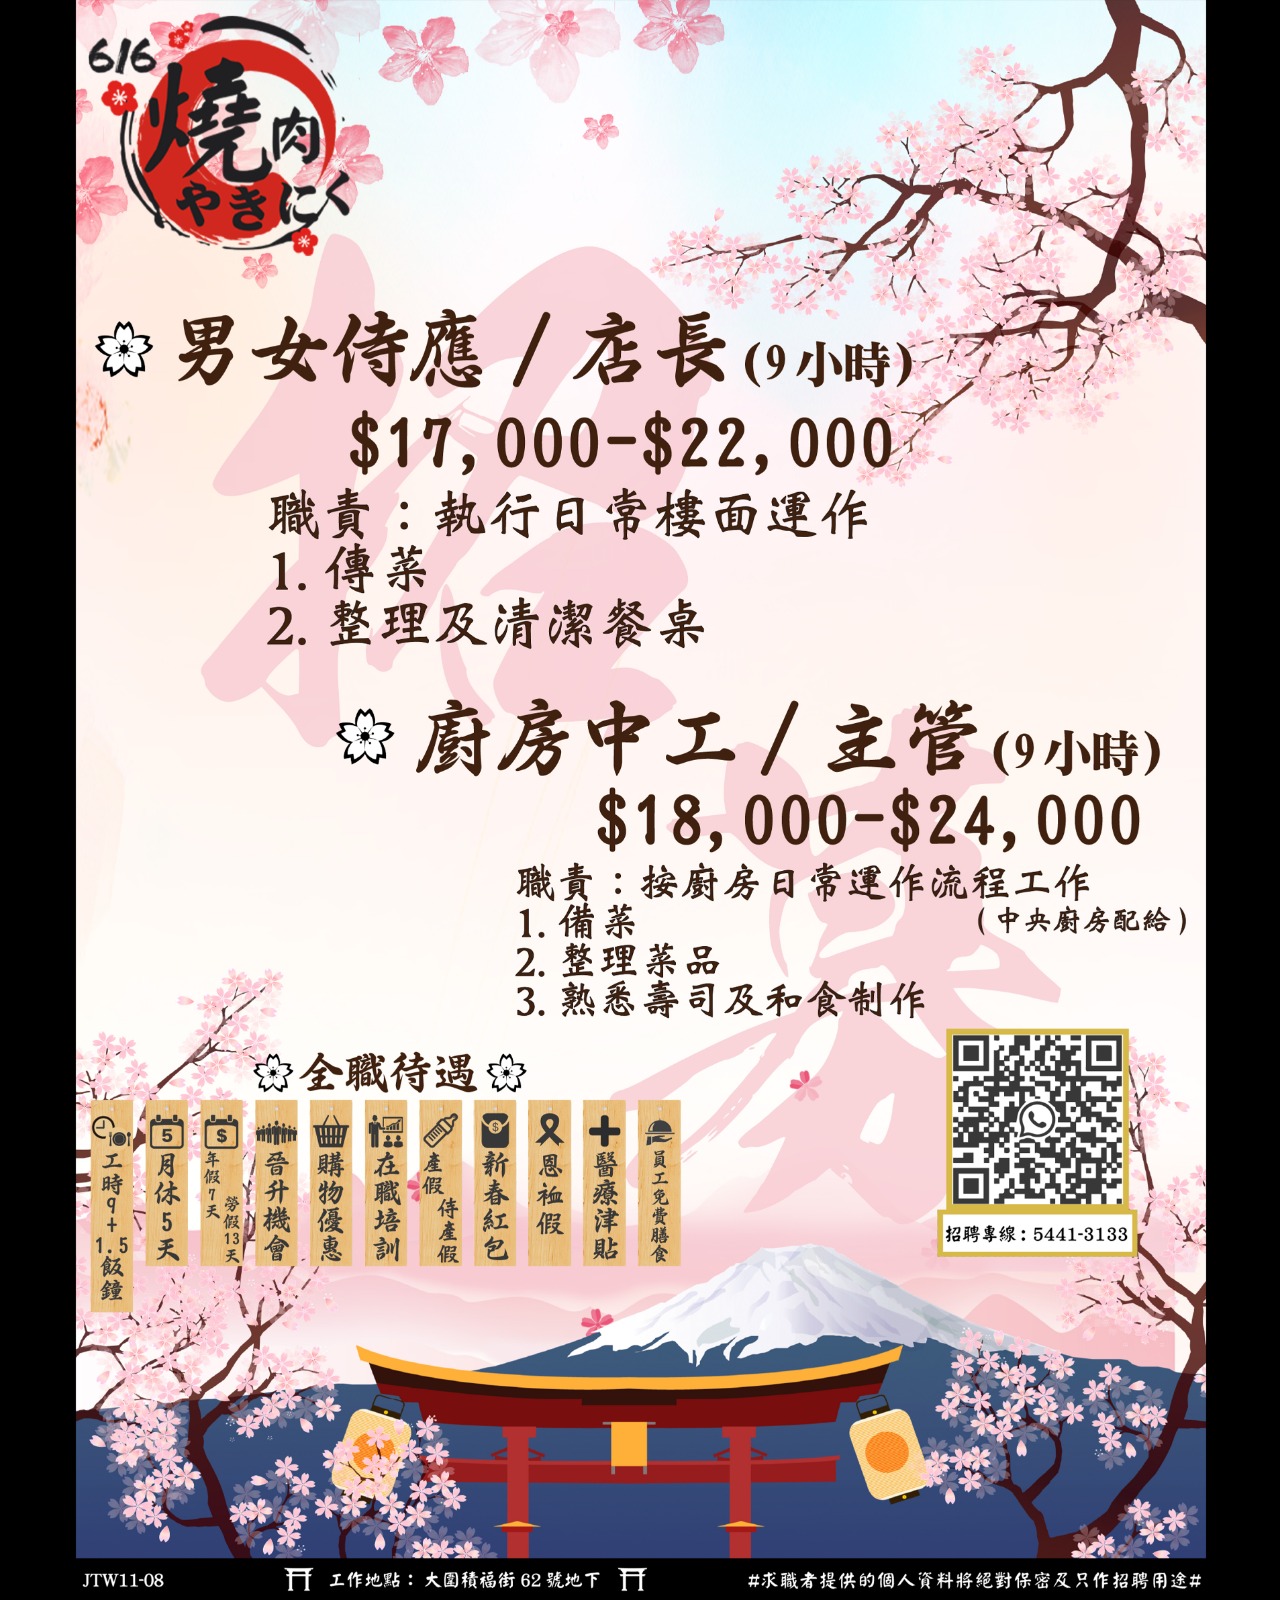 616
燒肉
やきにく
招募
男女侍應 / 店長 (9小時)
$17,000-$22,000
職責：執行日常樓面運作
1. 傳菜
2. 整理及清潔餐桌
廚房中工 / 主管 (9小時)
$18,000-$24,000
職責：按廚房日常運作流程工作
(中央廚房配給)
1. 備菜
2. 整理菜品
3. 熟悉壽司及和食制作
全職待遇
工時9+1.5飯鐘
5
月休5天
$
年假7天
勞假13天
晉升機會
購物優惠
在職培訓
產假
侍產假
$
新春紅包
恩恤假
醫療津貼
員工免費膳食
招聘專線：5441-3133
JTW11-08
工作地點：大圍積福街62號地下
#求職者提供的個人資料將絕對保密及只作招聘用途#